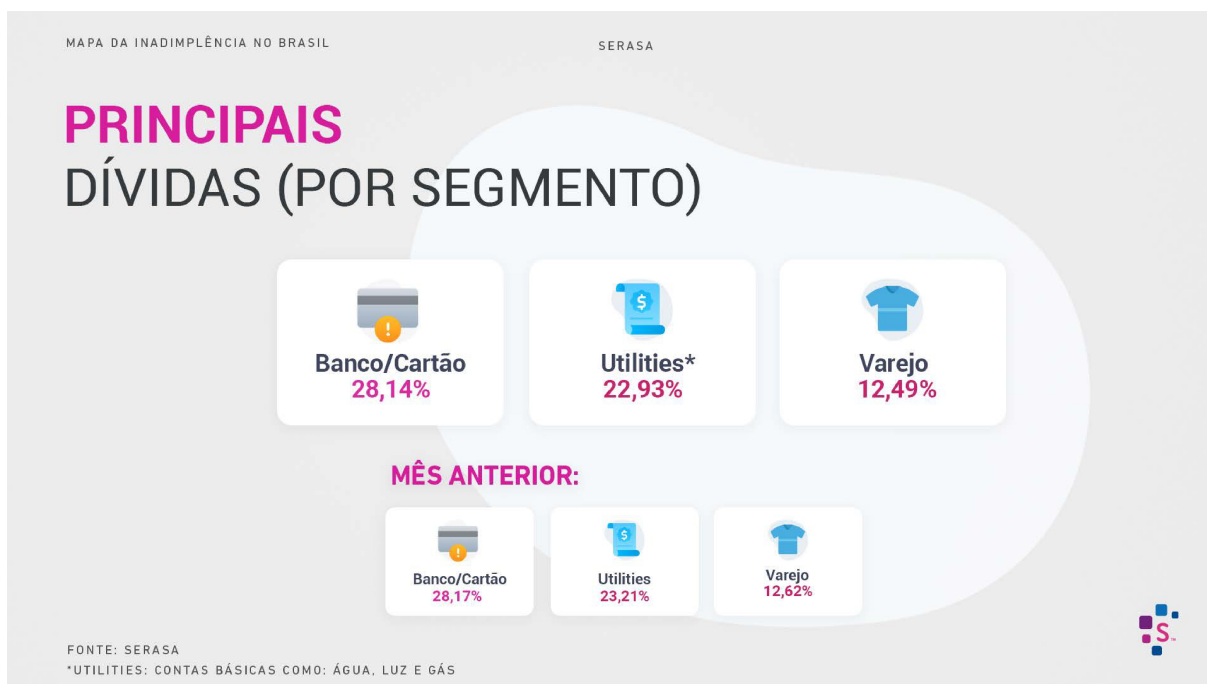 MAPA DA INADIMPLÊNCIA NO BRASIL
SERASA
PRINCIPAIS
DÍVIDAS (POR SEGMENTO)
Banco/Cartão
28,14%
Utilities*
22,93%
Varejo
12,49%
MÊS ANTERIOR:
Banco/Cartão
28,17%
Utilities
23,21%
Varejo
12,62%
FONTE: SERASA
*UTILITIES: CONTAS BÁSICAS COMO: ÁGUA, LUZ E GÁS
S